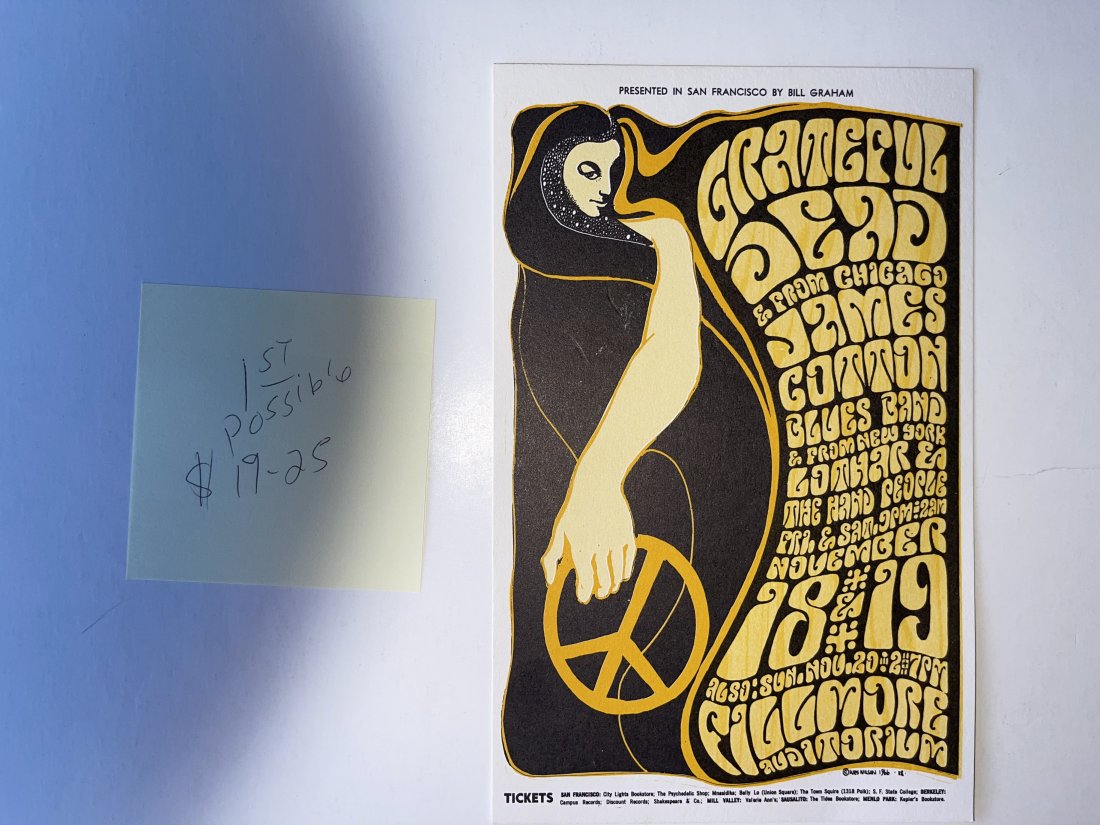 1ST
possible
$ 19-25
PRESENTED IN SAN FRANCISCO BY BILL GRAHAM
GRATEFUL
DEAD
& FROM CHICAGO
JAMES
COTTON
BLUES BAND
& FROM NEW YORK
LOTHAR &
THE HAND PEOPLE
FRI. & SAT. 9PM:2AM
NOVEMBER
18 & 19
ALSO: SUN. NOV. 20: 2:7PM
FILLMORE
AUDITORIUM
© WES WILSON 1966
TICKETS SAN FRANCISCO: City Lights Bookstore; The Psychedelic Shop; Mnasidika; Bally Lo (Union Square); The Town Squire (1318 Polk); S. F. State College; BERKELEY:
Campus Records; Discount Records; Shakespeare & Co.; MILL VALLEY: Valerie Ann's; SAUSALITO: The Tides Bookstore; MENLO PARK: Kepler's Bookstore.